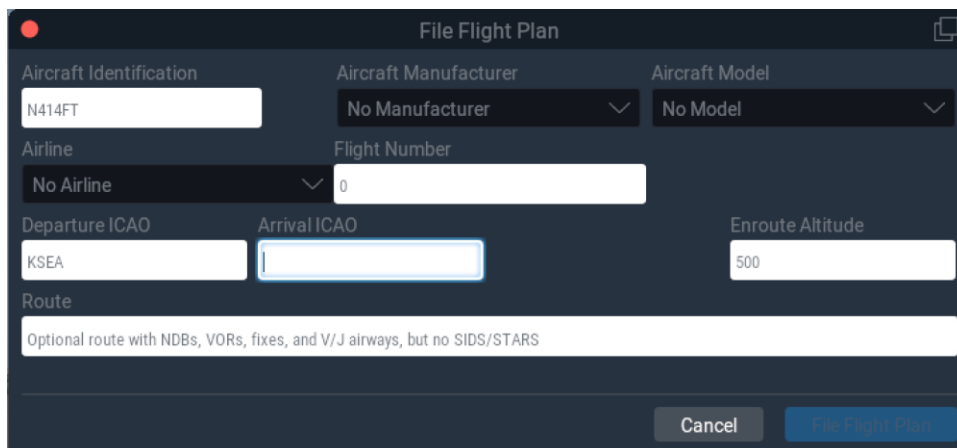 File Flight Plan
Aircraft Identification Aircraft Manufacturer Aircraft Model
N414FT No Manufacturer No Model
Airline Flight Number
No Airline 0
Departure ICAO Arrival ICAO Enroute Altitude
KSEA 500
Route
Optional route with NDBs, VORs, fixes, and V/J airways, but no SIDS/STARS
Cancel File Flight Plan